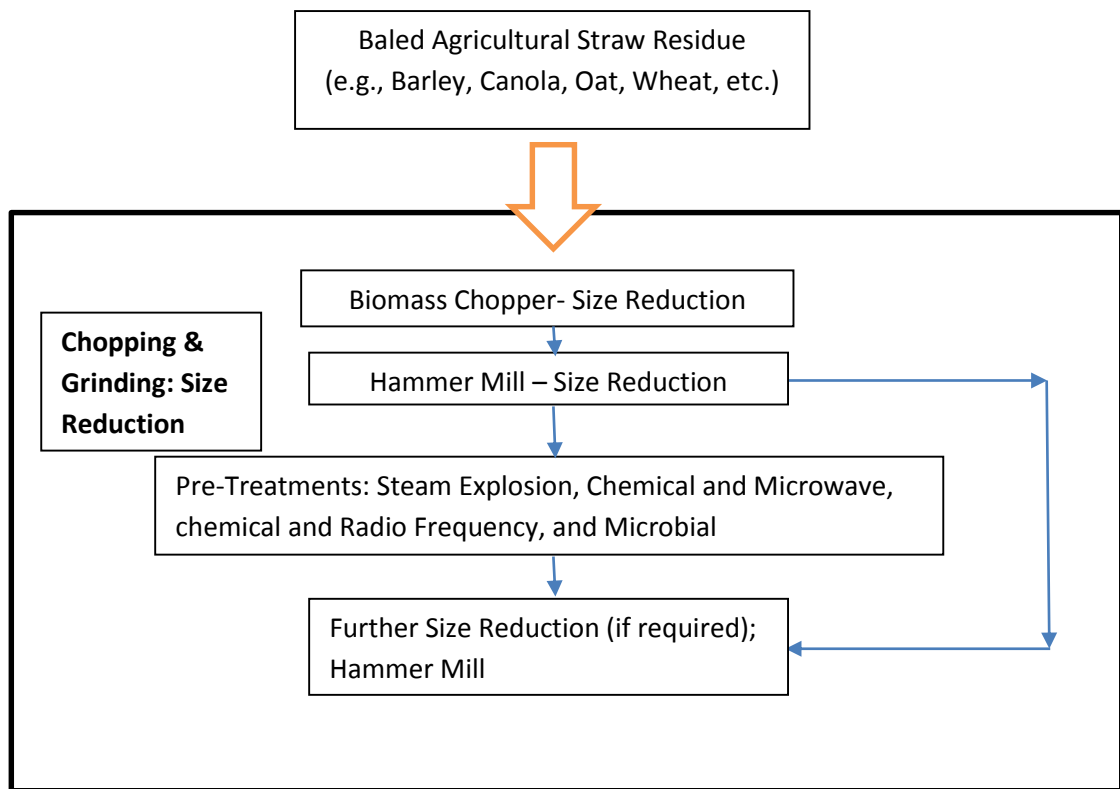 Baled Agricultural Straw Residue
(e.g., Barley, Canola, Oat, Wheat, etc.)
Biomass Chopper- Size Reduction
Chopping &
Grinding: Size
Reduction
Hammer Mill – Size Reduction
Pre-Treatments: Steam Explosion, Chemical and Microwave,
chemical and Radio Frequency, and Microbial
Further Size Reduction (if required);
Hammer Mill